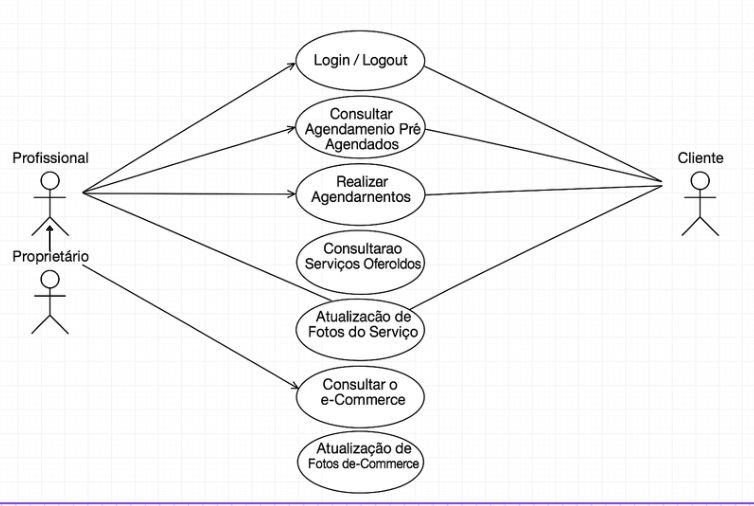 Login / Logout
Consultar
Agendamenio Pré
Agendados
Profissional
Cliente
Realizar
Agendarnentos
Consultarao
Serviços Oferoldos
Proprietário
Atualizacão de
Fotos do Serviço
Consultar o
e-Commerce
Atualização de
Fotos de-Commerce